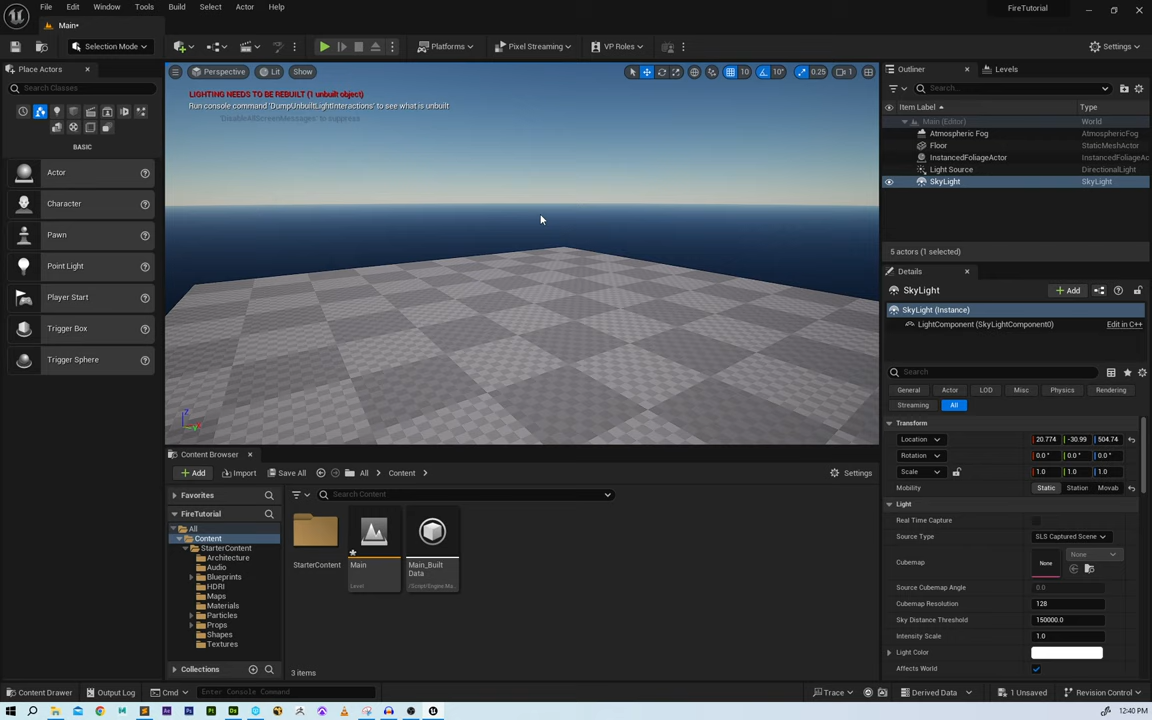 File Edit Window Tools Build Select Actor Help FireTutorial
Main•
Selection Mode Platforms Pixel Streaming VP Roles Settings
Place Actors Perspective Lit Show 10 10° 0.25 1 Outliner Levels
Search Classes LIGHTING NEEDS TO BE REBUILT (1 unbuilt object) Search...
Run console command 'DumpUnbuiltLightInteractions' to see what is unbuilt Item Label Type
'DisableAllScreenMessages' to suppress Main (Editor) World
Atmospheric Fog AtmosphericFog
BASIC Floor StaticMeshActor
InstancedFoliageActor InstancedFoliageAc
Actor Light Source DirectionalLight
SkyLight SkyLight
Character
Pawn
5 actors (1 selected)
Point Light Details
SkyLight Add
Player Start SkyLight (Instance)
LightComponent (SkyLightComponent0) Edit in C++
Trigger Box
Trigger Sphere Search
General Actor LOD Misc Physics Rendering
Streaming All
Transform
Location 20.774 -30.99 504.74
Content Browser Rotation 0.0 ° 0.0 ° 0.0 °
Add Import Save All All Content Settings Scale 1.0 1.0 1.0
Favorites Search Content Mobility Static Station Movab
FireTutorial Light
All Real Time Capture
Content Source Type SLS Captured Scene
StarterContent None
Architecture StarterContent Main Main_Built Data Cubemap None
Audio
Blueprints Level /Script/Engine.Ma
HDRI Source Cubemap Angle 0.0
Maps
Materials Cubemap Resolution 128
Particles Sky Distance Threshold 150000.0
Props
Shapes Intensity Scale 1.0
Textures Light Color
Collections 3 items Affects World
Content Drawer Output Log Cmd Enter Console Command Trace Derived Data 1 Unsaved Revision Control
12:40 PM